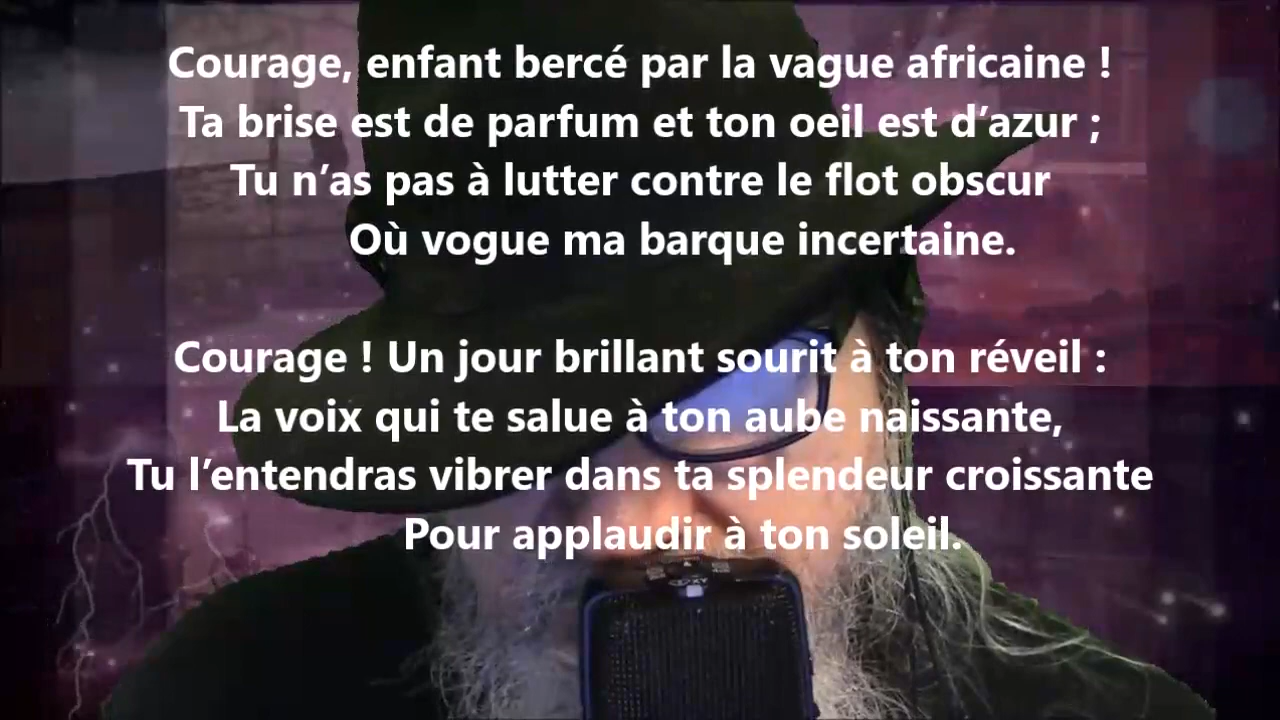 Courage, enfant bercé par la vague africaine !
Ta brise est de parfum et ton oeil est d’azur ;
Tu n’as pas à lutter contre le flot obscur
Où vogue ma barque incertaine.
Courage ! Un jour brillant sourit à ton réveil :
La voix qui te salue à ton aube naissante,
Tu l’entendras vibrer dans ta splendeur croissante
Pour applaudir à ton soleil.